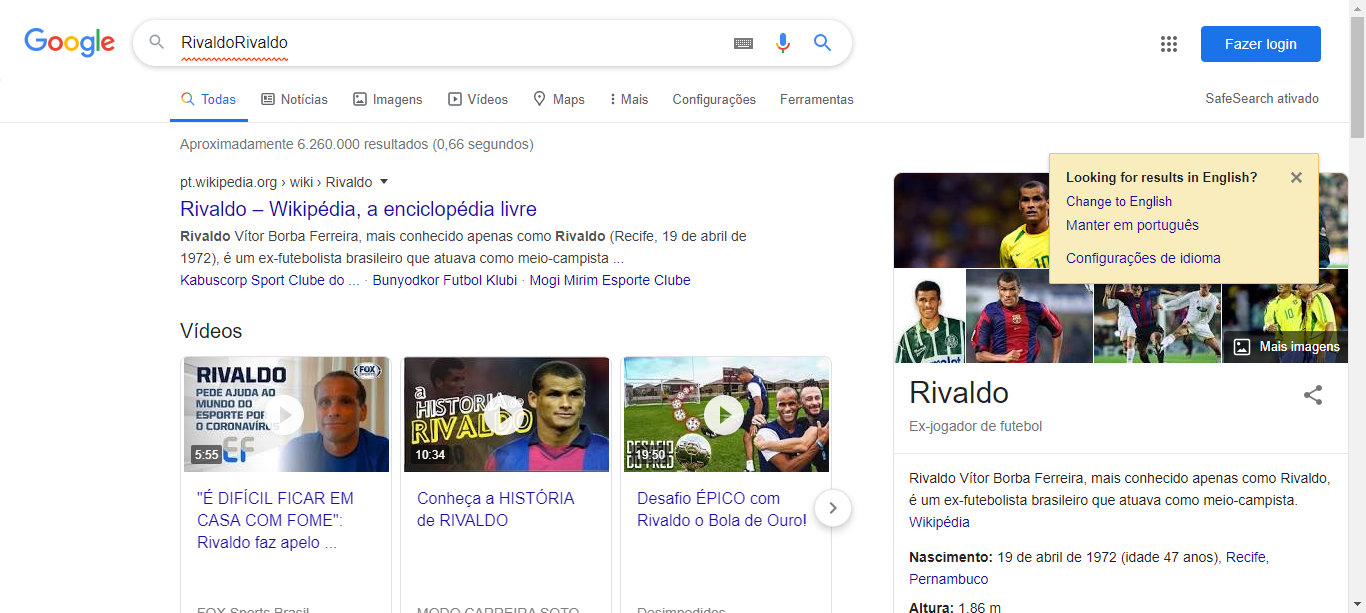 Google
RivaldoRivaldo
Fazer login
Todas
Notícias
Imagens
Vídeos
Maps
Mais
Configurações
Ferramentas
SafeSearch ativado
Aproximadamente 6.260.000 resultados (0,66 segundos)
pt.wikipedia.org › wiki › Rivaldo
Rivaldo – Wikipédia, a enciclopédia livre
Rivaldo Vítor Borba Ferreira, mais conhecido apenas como Rivaldo (Recife, 19 de abril de
1972), é um ex-futebolista brasileiro que atuava como meio-campista ...
Kabuscorp Sport Clube do ... · Bunyodkor Futbol Klubi · Mogi Mirim Esporte Clube
Vídeos
RIVALDO
PEDE AJUDA AO
MUNDO DO
ESPORTE POR
O CORONAVÍRUS
FOX
SPORTS
EF
5:55
"É DIFÍCIL FICAR EM
CASA COM FOME":
Rivaldo faz apelo ...
FOX Sports Brasil
a
HISTÓRIA
de
RIVALDO
10:34
Conheça a HISTÓRIA
de RIVALDO
MODO CARREIRA SOTO
DESAFIO
19:50
Desafio ÉPICO com
Rivaldo o Bola de Ouro!
Desimpedidos
Looking for results in English?
Change to English
Manter em português
Configurações de idioma
Parmalat
10
Mais imagens
Rivaldo
Ex-jogador de futebol
Rivaldo Vítor Borba Ferreira, mais conhecido apenas como Rivaldo,
é um ex-futebolista brasileiro que atuava como meio-campista.
Wikipédia
Nascimento: 19 de abril de 1972 (idade 47 anos), Recife,
Pernambuco
Altura: 1,86 m